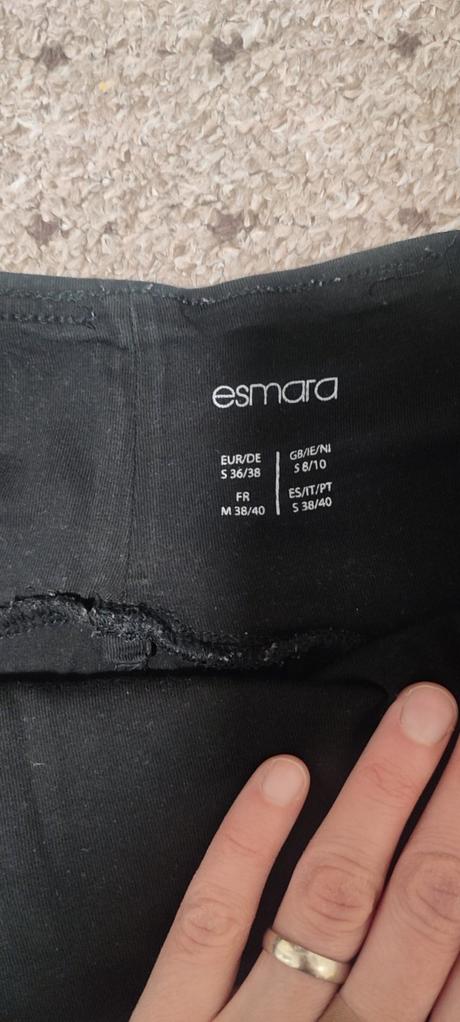 esmara
EUR/DE
S 36/38
FR
M 38/40
GB/IE/NI
S 8/10
ES/IT/PT
S 38/40